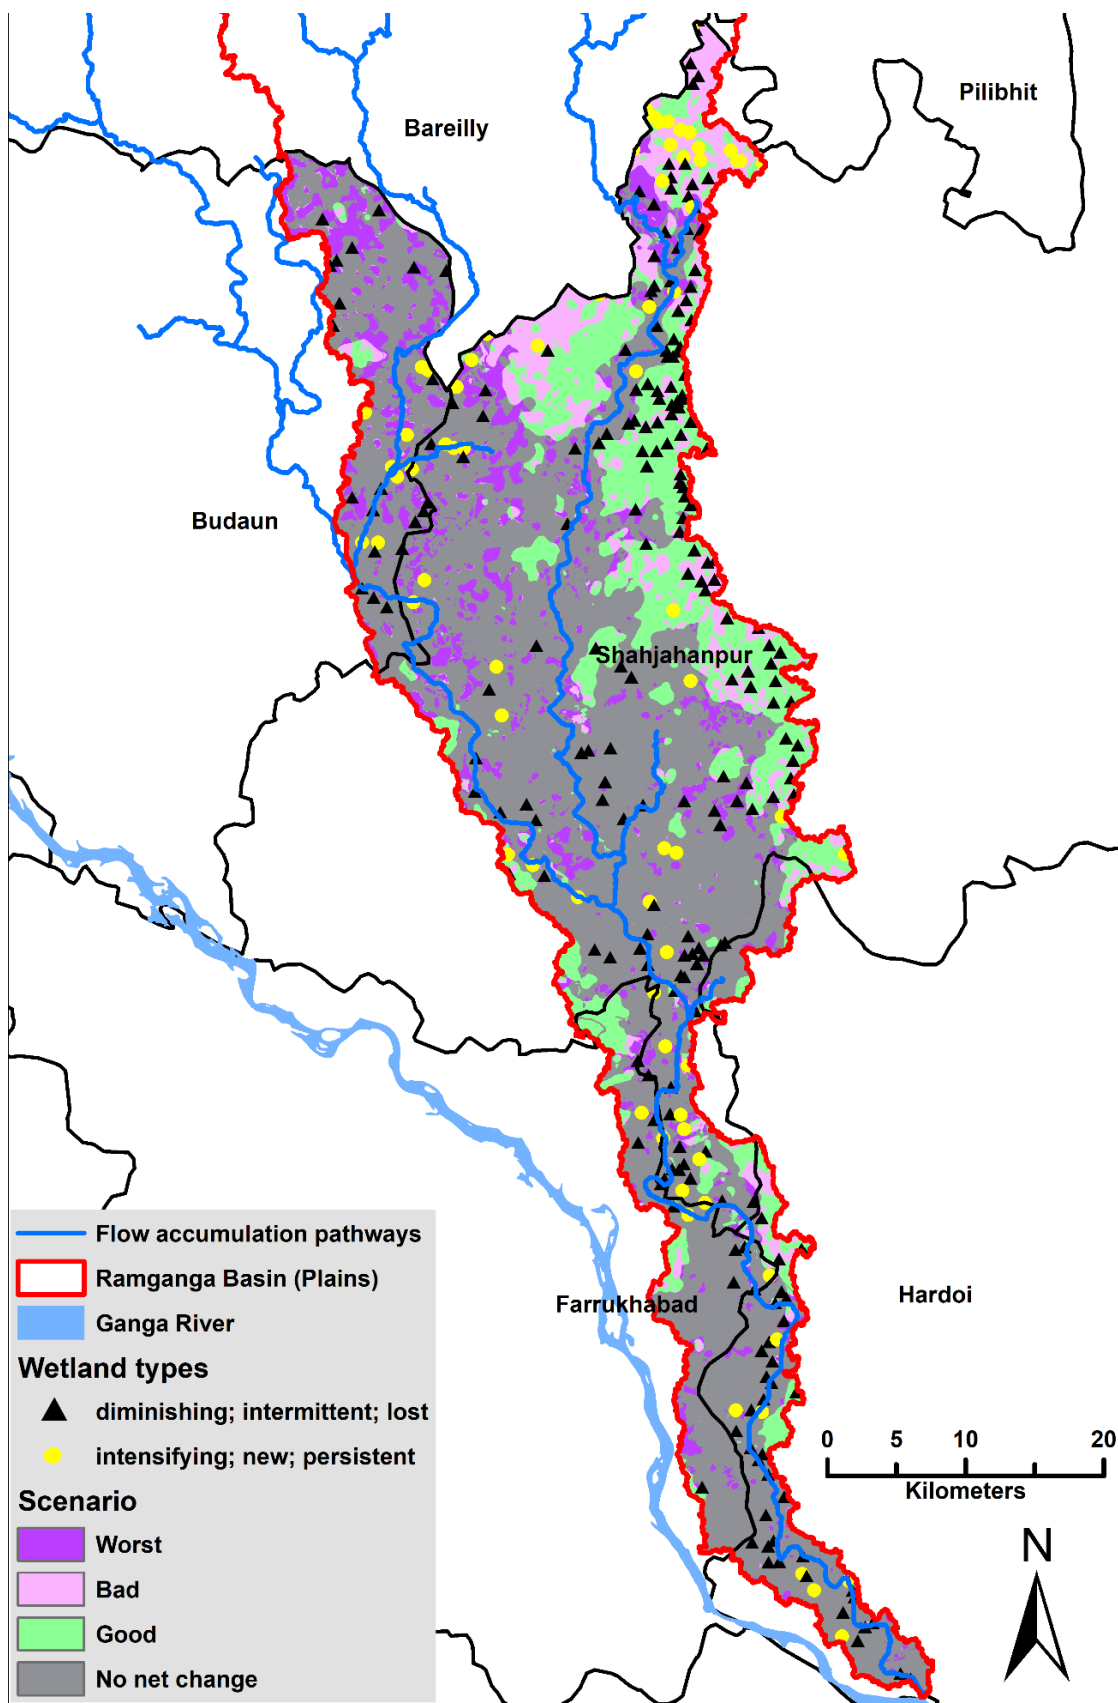 Pilibhit
Bareilly
Budaun
Shahjahanpur
Farrukhabad
Hardoi
Flow accumulation pathways
Ramganga Basin (Plains)
Ganga River
Wetland types
diminishing; intermittent; lost
intensifying; new; persistent
Scenario
Worst
Bad
Good
No net change
0 5 10 20
Kilometers
N